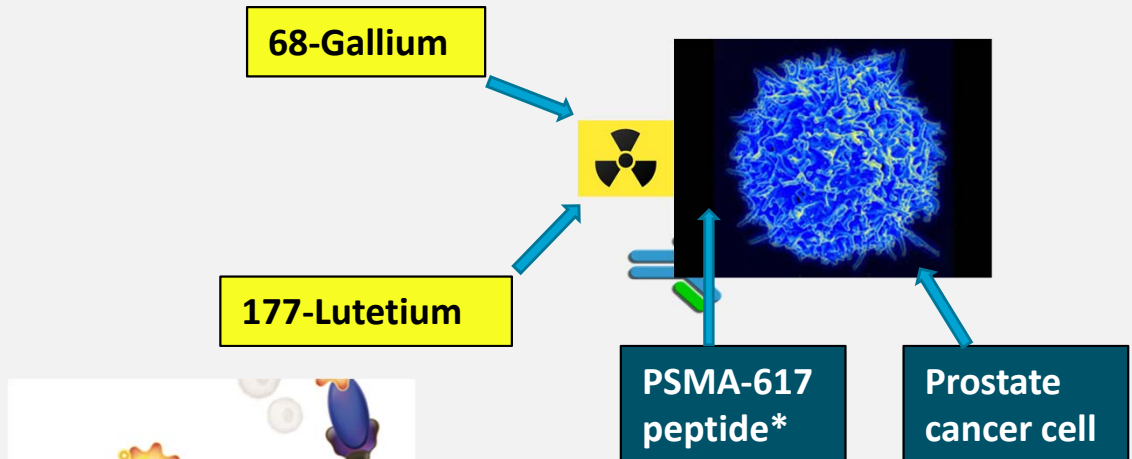 68-Gallium
177-Lutetium
PSMA-617
peptide*
Prostate
cancer cell